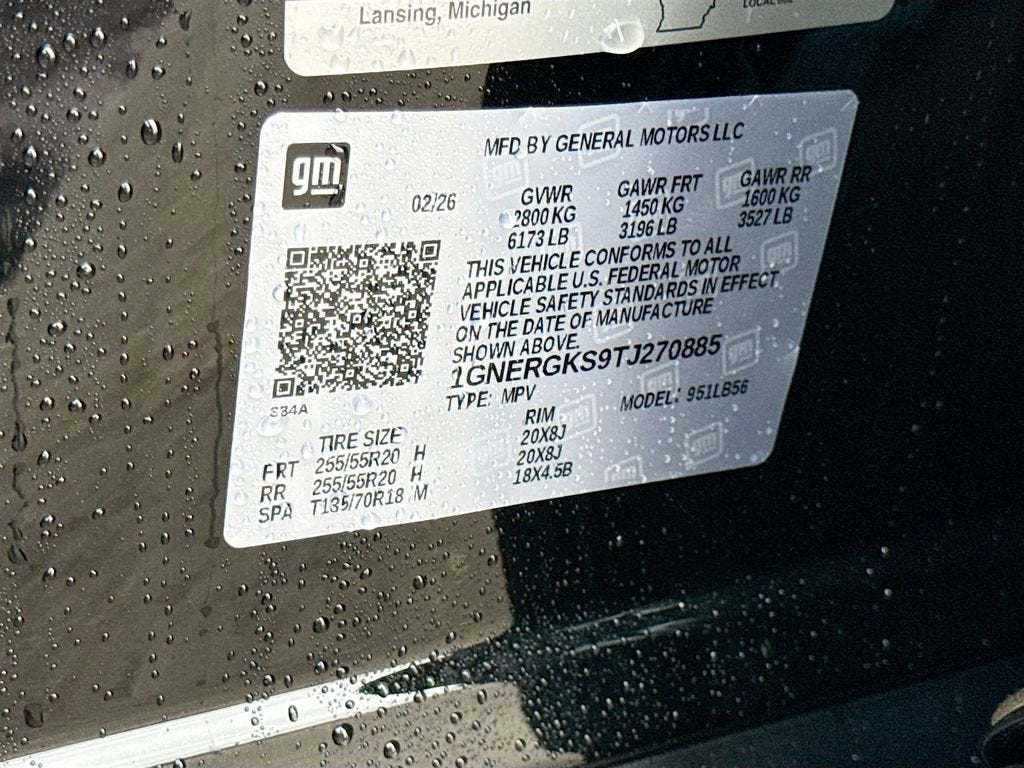 Lansing, Michigan
gm
MFD BY GENERAL MOTORS LLC
02/26
GVWR GAWR FRT GAWR RR
2800 KG 1450 KG 1600 KG
6173 LB 3196 LB 3527 LB
THIS VEHICLE CONFORMS TO ALL
APPLICABLE U.S. FEDERAL MOTOR
VEHICLE SAFETY STANDARDS IN EFFECT
ON THE DATE OF MANUFACTURE
SHOWN ABOVE.
1GNERGKS9TJ270885
TYPE: MPV MODEL: 951LB56
S34A
TIRE SIZE RIM
FRT 255/55R20 H 20X8J
RR 255/55R20 H 20X8J
SPA T135/70R18 M 18X4.5B